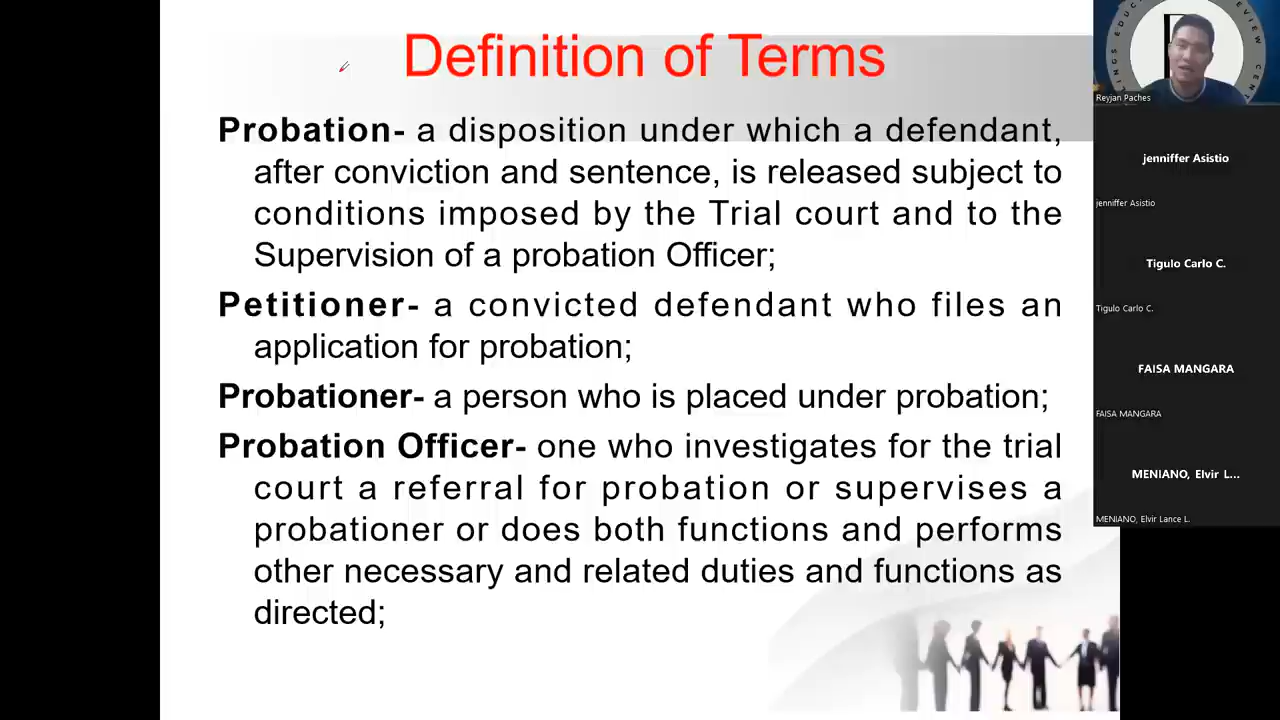 Definition of Terms
Probation- a disposition under which a defendant,
after conviction and sentence, is released subject to
conditions imposed by the Trial court and to the
Supervision of a probation Officer;
Petitioner- a convicted defendant who files an
application for probation;
Probationer- a person who is placed under probation;
Probation Officer- one who investigates for the trial
court a referral for probation or supervises a
probationer or does both functions and performs
other necessary and related duties and functions as
directed;
Reyjan Paches
jenniffer Asistio
jenniffer Asistio
Tigulo Carlo C.
Tigulo Carlo C.
FAISA MANGARA
FAISA MANGARA
MENIANO, Elvir L...
MENIANO, Elvir Lance L.